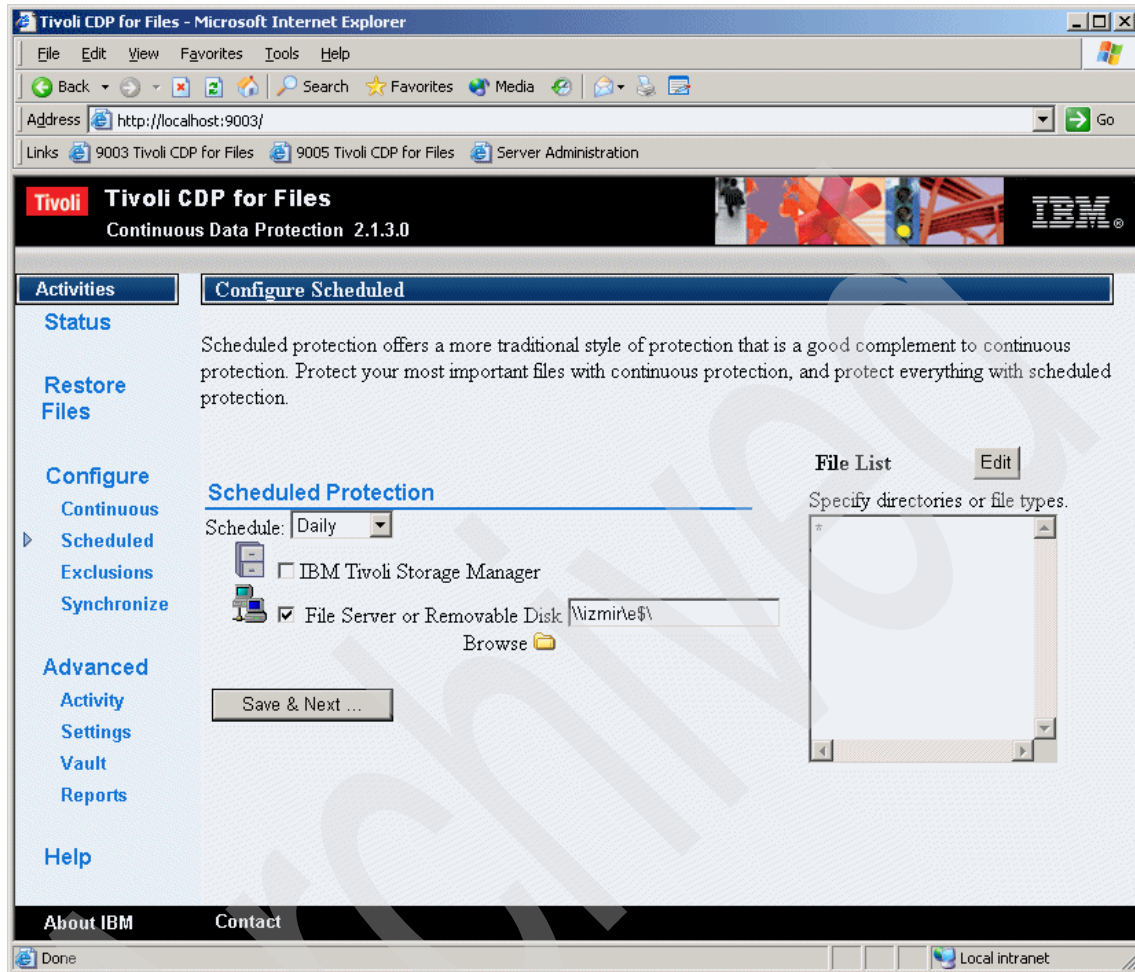 Tivoli CDP for Files - Microsoft Internet Explorer
File Edit View Favorites Tools Help
Back Search Favorites Media
Address http://localhost:9003/ Go
Links 9003 Tivoli CDP for Files 9005 Tivoli CDP for Files Server Administration
Tivoli Tivoli CDP for Files
Continuous Data Protection 2.1.3.0
IBM®
Activities
Status
Restore
Files
Configure
Continuous
Scheduled
Exclusions
Synchronize
Advanced
Activity
Settings
Vault
Reports
Help
Configure Scheduled
Scheduled protection offers a more traditional style of protection that is a good complement to continuous
protection. Protect your most important files with continuous protection, and protect everything with scheduled
protection.
Scheduled Protection
Schedule: Daily
IBM Tivoli Storage Manager
File Server or Removable Disk \\izmir\e$\
Browse
Save & Next ...
File List Edit
Specify directories or file types.
*
About IBM Contact
Done Local intranet
Archived